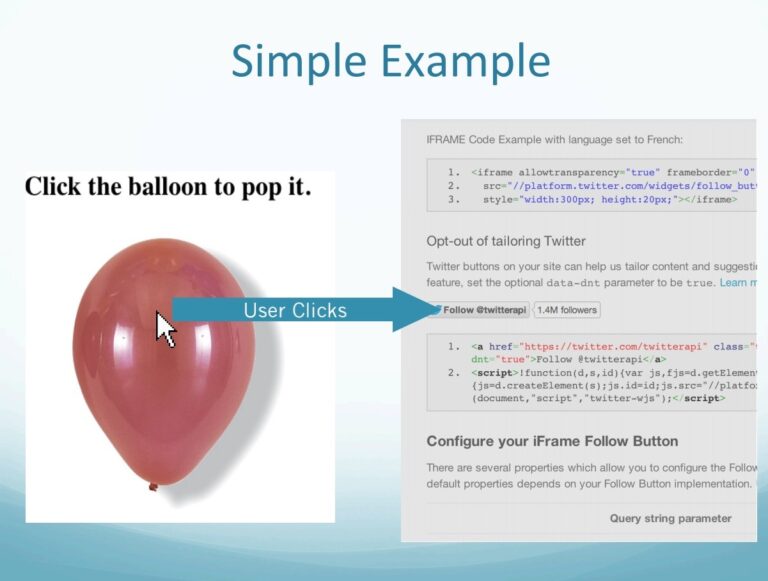 Simple Example
Click the balloon to pop it.
User Clicks
IFRAME Code Example with language set to French:
1. <iframe allowtransparency="true" frameborder="0"
2. src="//platform.twitter.com/widgets/follow_but
3. style="width:300px; height:20px;"></iframe>
Opt-out of tailoring Twitter
Twitter buttons on your site can help us tailor content and suggestio
feature, set the optional data-dnt parameter to be true. Learn m
Follow @twitterapi 1.4M followers
1. <a href="https://twitter.com/twitterapi" class="t
dnt="true">Follow @twitterapi</a>
2. <script>!function(d,s,id){var js,fjs=d.getElemen
{js=d.createElement(s);js.id=id;js.src="//platfo
(document,"script","twitter-wjs");</script>
Configure your iFrame Follow Button
There are several properties which allow you to configure the Follow
default properties depends on your Follow Button implementation.
Query string parameter